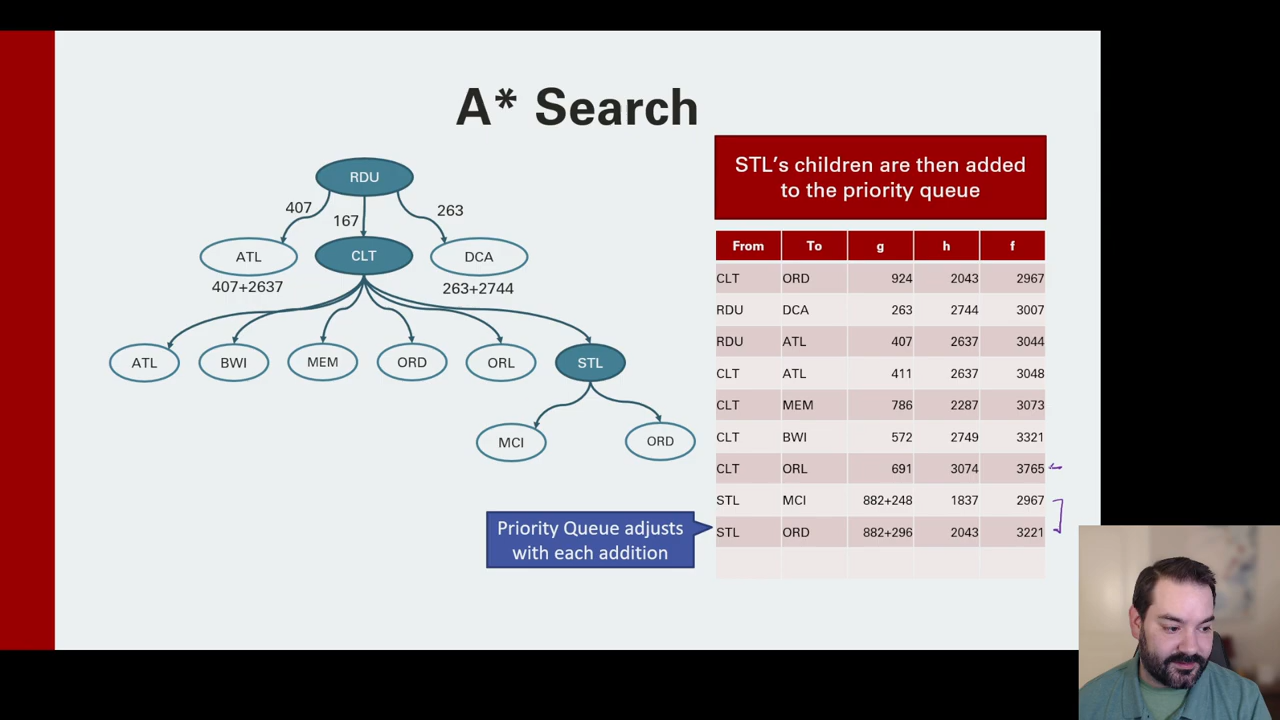 A* Search
RDU
407
167
263
ATL
CLT
DCA
407+2637
263+2744
ATL
BWI
MEM
ORD
ORL
STL
MCI
ORD
Priority Queue adjusts
with each addition
STL's children are then added
to the priority queue
From To g h f
CLT ORD 924 2043 2967
RDU DCA 263 2744 3007
RDU ATL 407 2637 3044
CLT ATL 411 2637 3048
CLT MEM 786 2287 3073
CLT BWI 572 2749 3321
CLT ORL 691 3074 3765
STL MCI 882+248 1837 2967
STL ORD 882+296 2043 3221